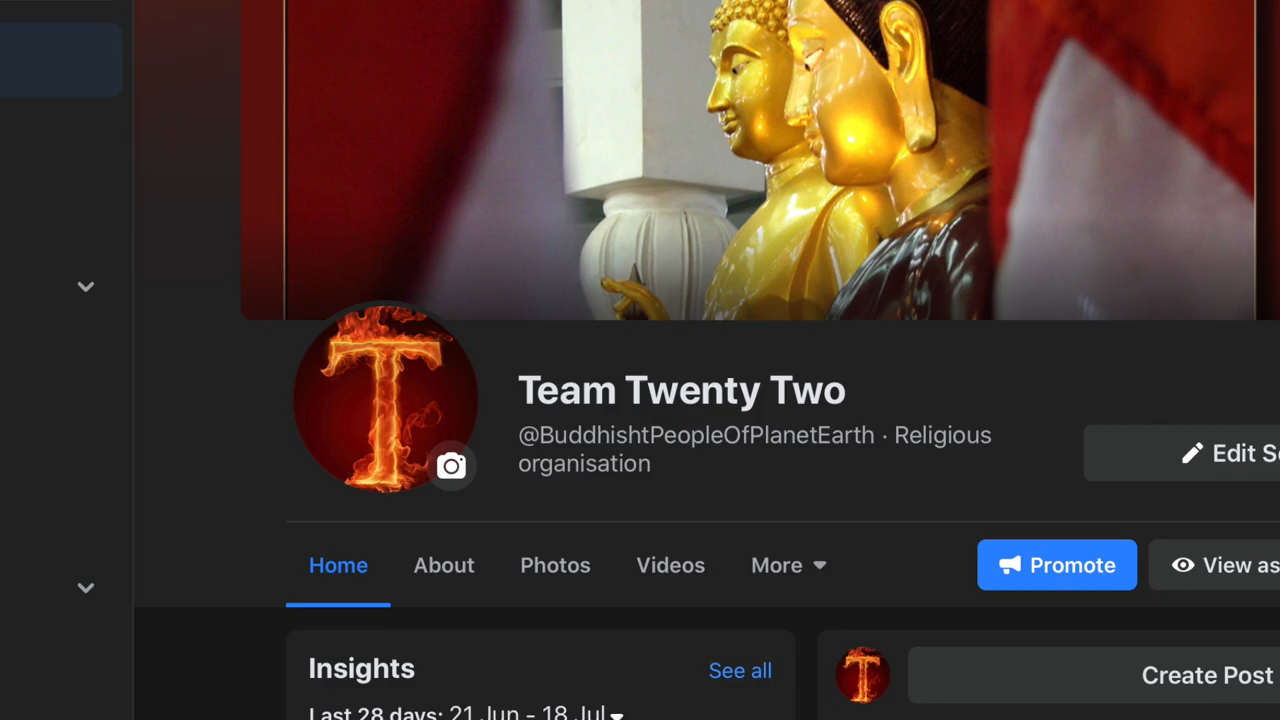 Team Twenty Two
@BuddhishtPeopleOfPlanetEarth · Religious
organisation
Edit S
Home About Photos Videos More
Promote
View as
Insights
See all
Create Post
Last 28 days: 21 Jun - 18 Jul
T
T